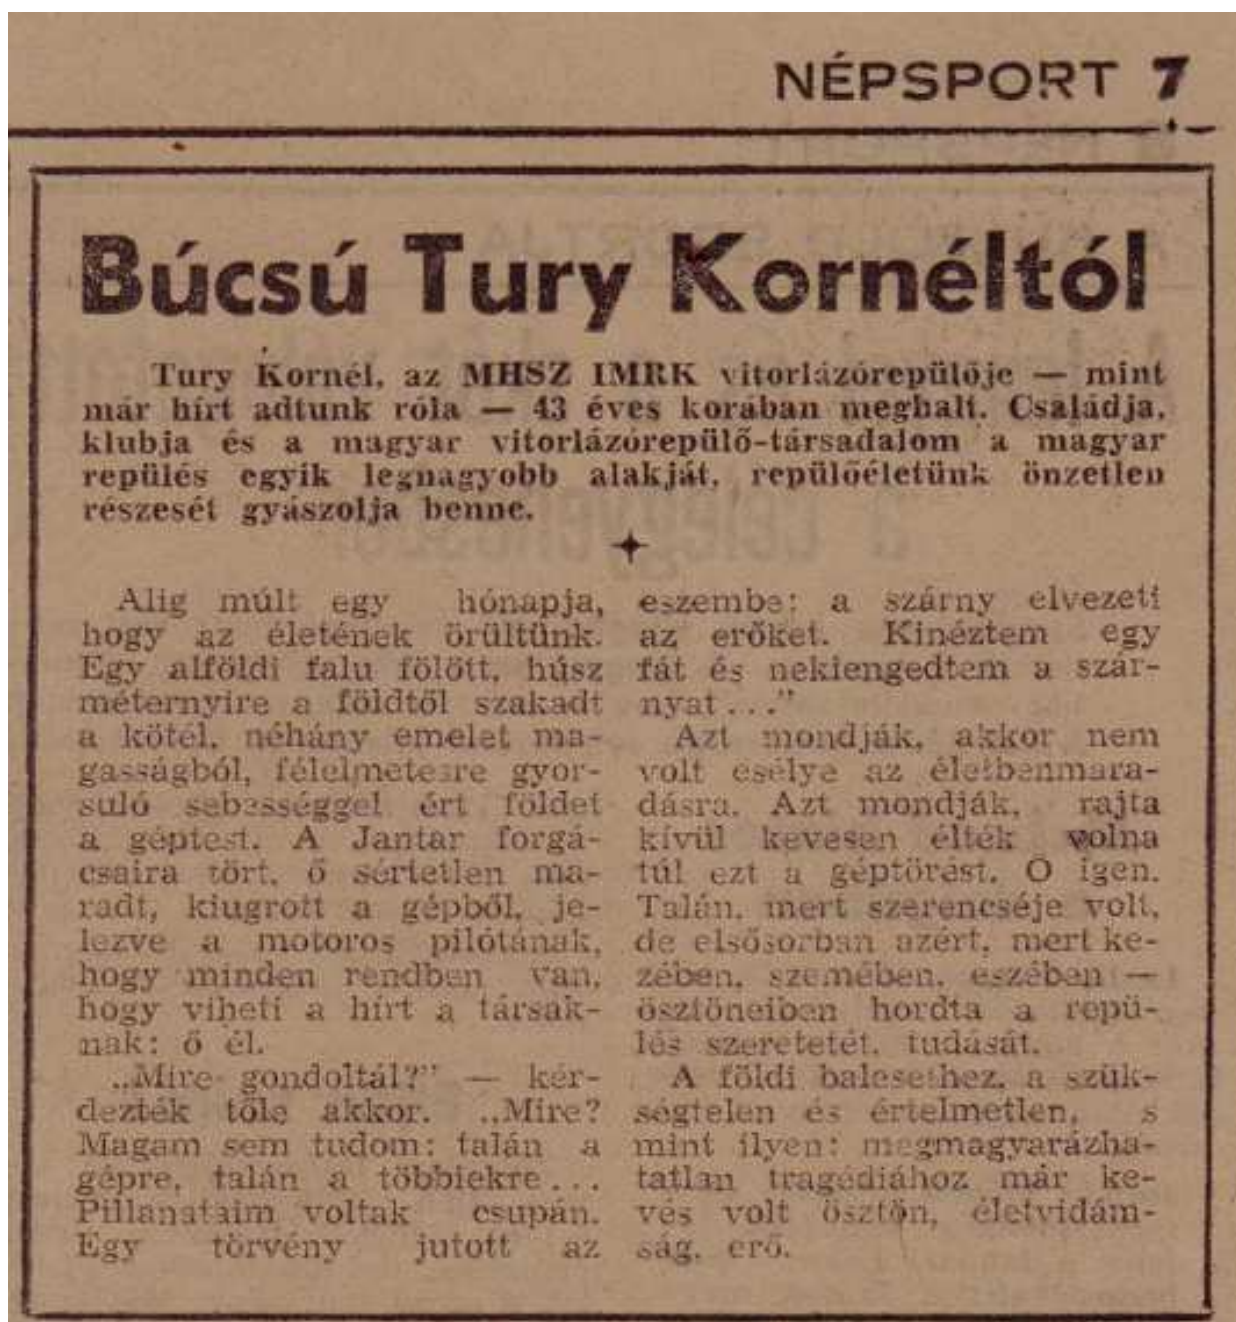 NÉPSPORT 7
Búcsú Tury Kornéltól
Tury Kornél, az MHSZ IMRK vitorlázórepülője — mint
már hírt adtunk róla — 43 éves korában meghalt. Családja,
klubja és a magyar vitorlázórepülő-társadalom a magyar
repülés egyik legnagyobb alakját, repülőéletünk önzetlen
részesét gyászolja benne.
Alig múlt egy hónapja,
hogy az életének örültünk.
Egy alföldi falu fölött, húsz
méternyire a földtől szakadt
a kötél, néhány emelet ma-
gasságból, félelmetesre gyor-
suló sebességgel ért földet
a géptest. A Jantar forgá-
csaira tört, ő sértetlen ma-
radt, kiugrott a gépből, je-
lezve a motoros pilótának,
hogy minden rendben van,
hogy viheti a hírt a társak-
nak: ő él.
„Mire gondoltál?” — kér-
dezték tőle akkor. „Mire?
Magam sem tudom: talán a
gépre, talán a többiekre...
Pillanataim voltak csupán.
Egy törvény jutott az
eszembe: a szárny elvezeti
az erőket. Kinéztem egy
fát és nekiengedtem a szár-
nyat...”
Azt mondják, akkor nem
volt esélye az életbenmara-
dásra. Azt mondják, rajta
kívül kevesen élték volna
túl ezt a géptörést. Ö igen.
Talán, mert szerencséje volt,
de elsősorban azért, mert ke-
zében, szemében, eszében —
ösztöneiben hordta a repü-
lés szeretetét, tudását.
A földi balesethez, a szük-
ségtelen és értelmetlen, s
mint ilyen: megmagyarázha-
tatlan tragédiához már ke-
vés volt ösztön, életvidám-
ság, erő.